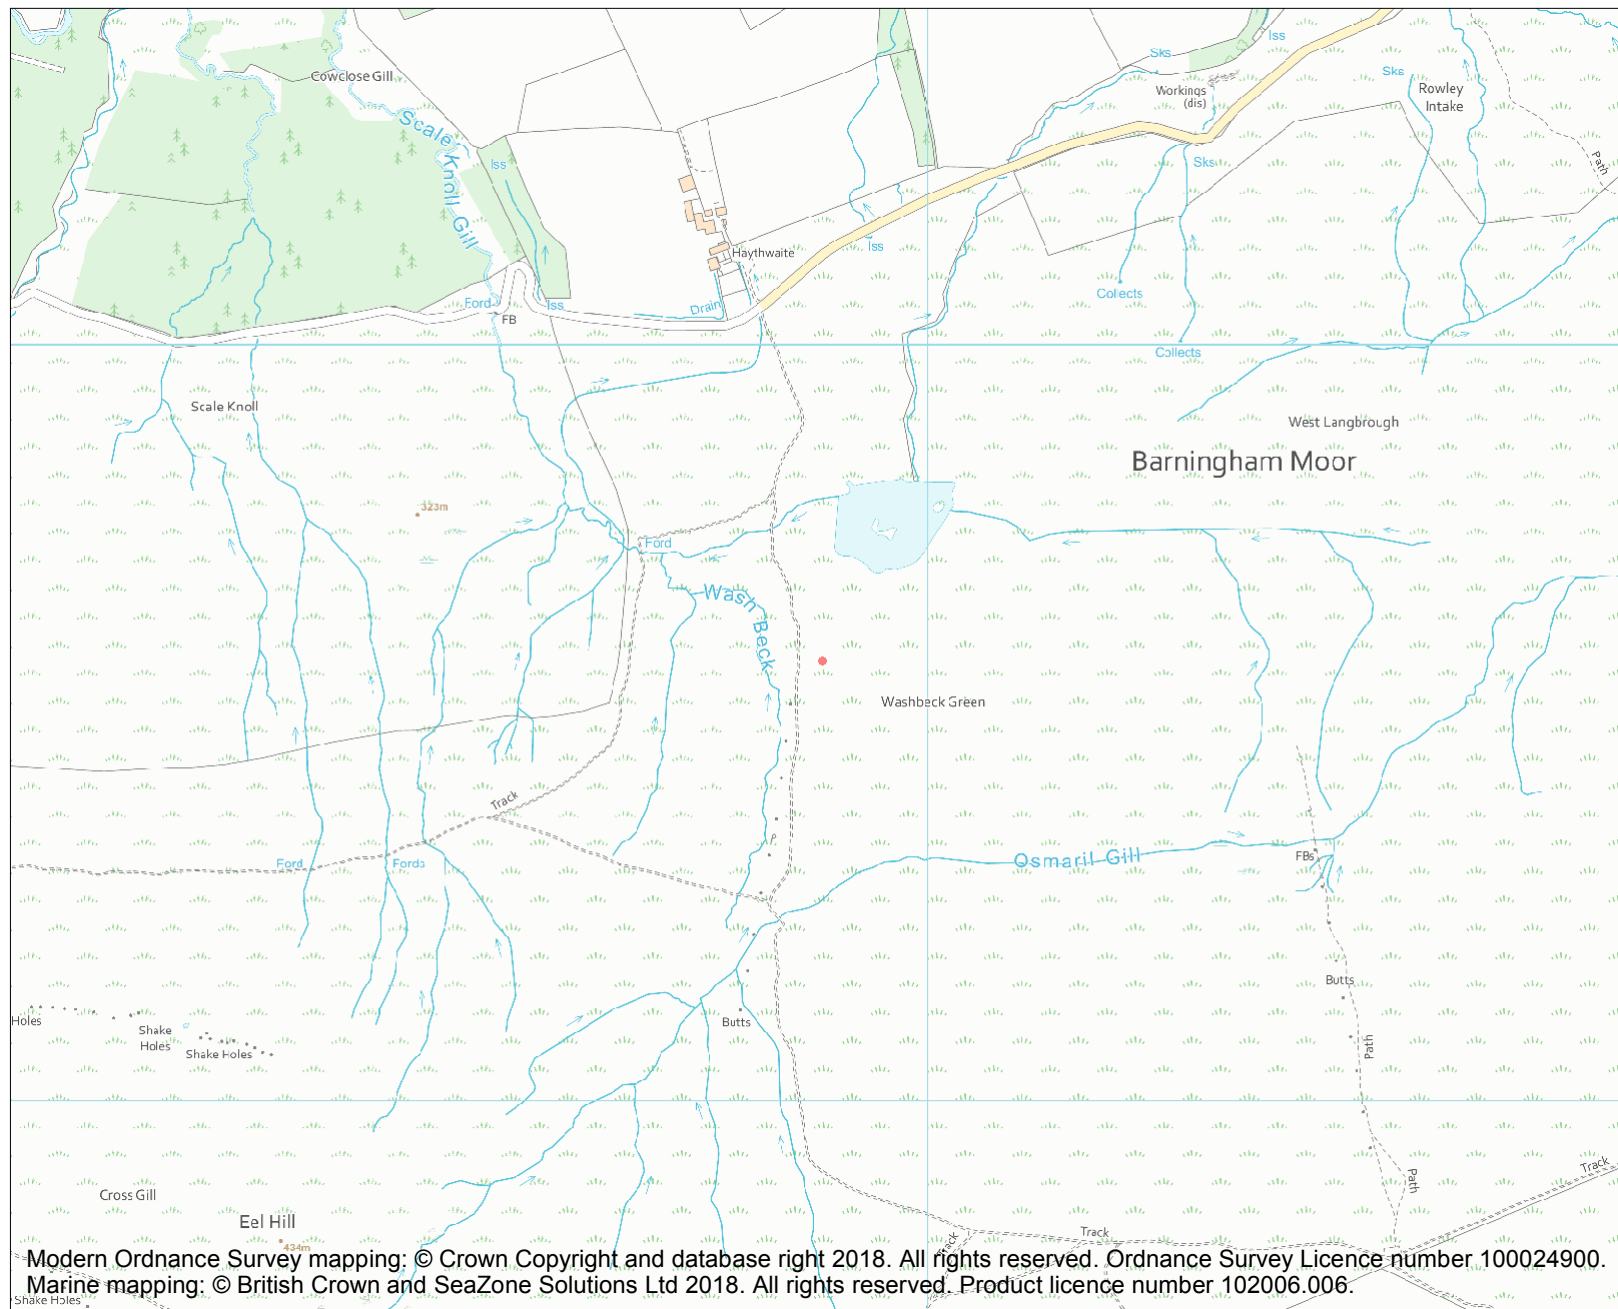 Iss
Sks
Cowclose Gill
Sks
Rowley
Intake
Workings
(dis)
Scale Knoll Gill
Iss
Path
Sks
Iss
Haythwaite
Collects
Ford
Iss
Drain
FB
Collects
Scale Knoll
West Langbrough
Barningham Moor
323m
Ford
Wash Beck
Washbeck Green
Track
Ford
Fords
Osmaril Gill
FBs
Butts
Holes
Shake
Holes
Shake Holes
Butts
Path
Track
Path
Cross Gill
Eel Hill
Track
Track
434m
Modern Ordnance Survey mapping: © Crown Copyright and database right 2018. All rights reserved. Ordnance Survey Licence number 100024900.
Marine mapping: © British Crown and SeaZone Solutions Ltd 2018. All rights reserved. Product licence number 102006.006.
Shake Holes